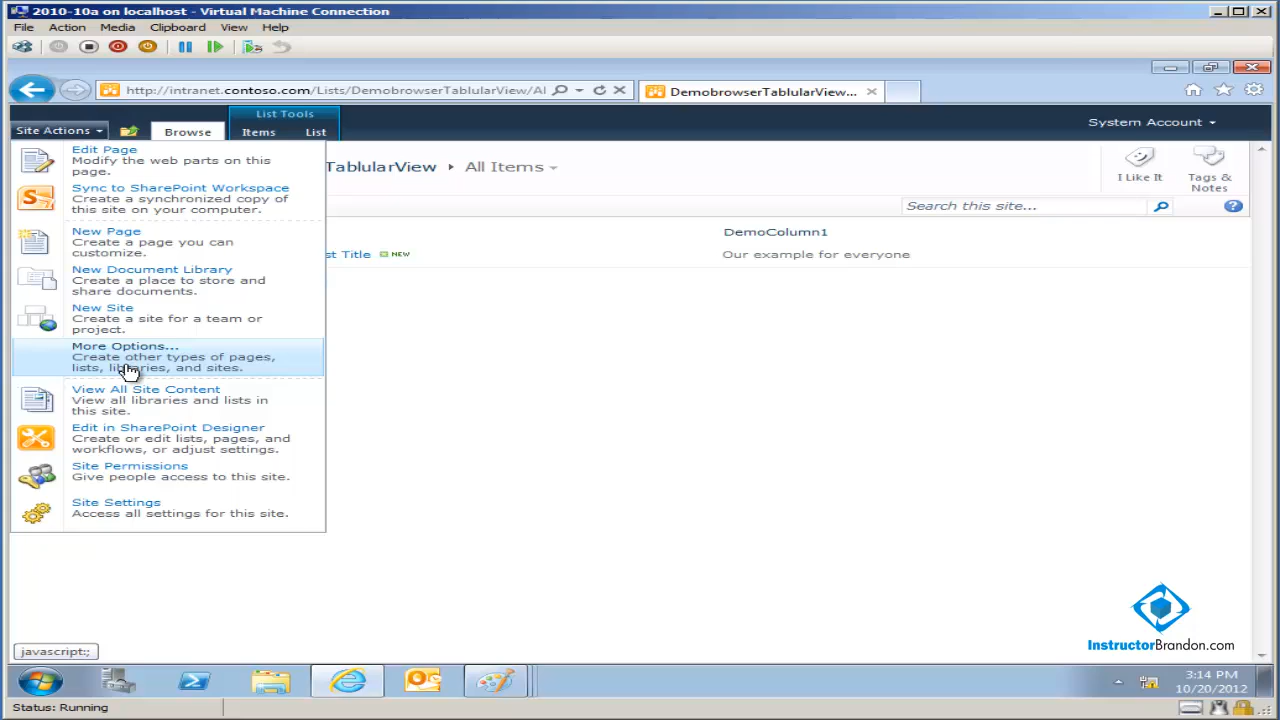 2010-10a on localhost - Virtual Machine Connection
File Action Media Clipboard View Help
http://intranet.contoso.com/Lists/DemobrowserTablularView/Al
DemobrowserTablularView...
List Tools
Site Actions Browse Items List
System Account
Edit Page
Modify the web parts on this
page.
TablularView All Items
I Like It
Tags &
Notes
Sync to SharePoint Workspace
Create a synchronized copy of
this site on your computer.
Search this site...
New Page
Create a page you can
customize.
DemoColumn1
st Title NEW Our example for everyone
New Document Library
Create a place to store and
share documents.
New Site
Create a site for a team or
project.
More Options...
Create other types of pages,
lists, libraries, and sites.
View All Site Content
View all libraries and lists in
this site.
Edit in SharePoint Designer
Create or edit lists, pages, and
workflows, or adjust settings.
Site Permissions
Give people access to this site.
Site Settings
Access all settings for this site.
InstructorBrandon.com
javascript:;
3:14 PM
10/20/2012
Status: Running